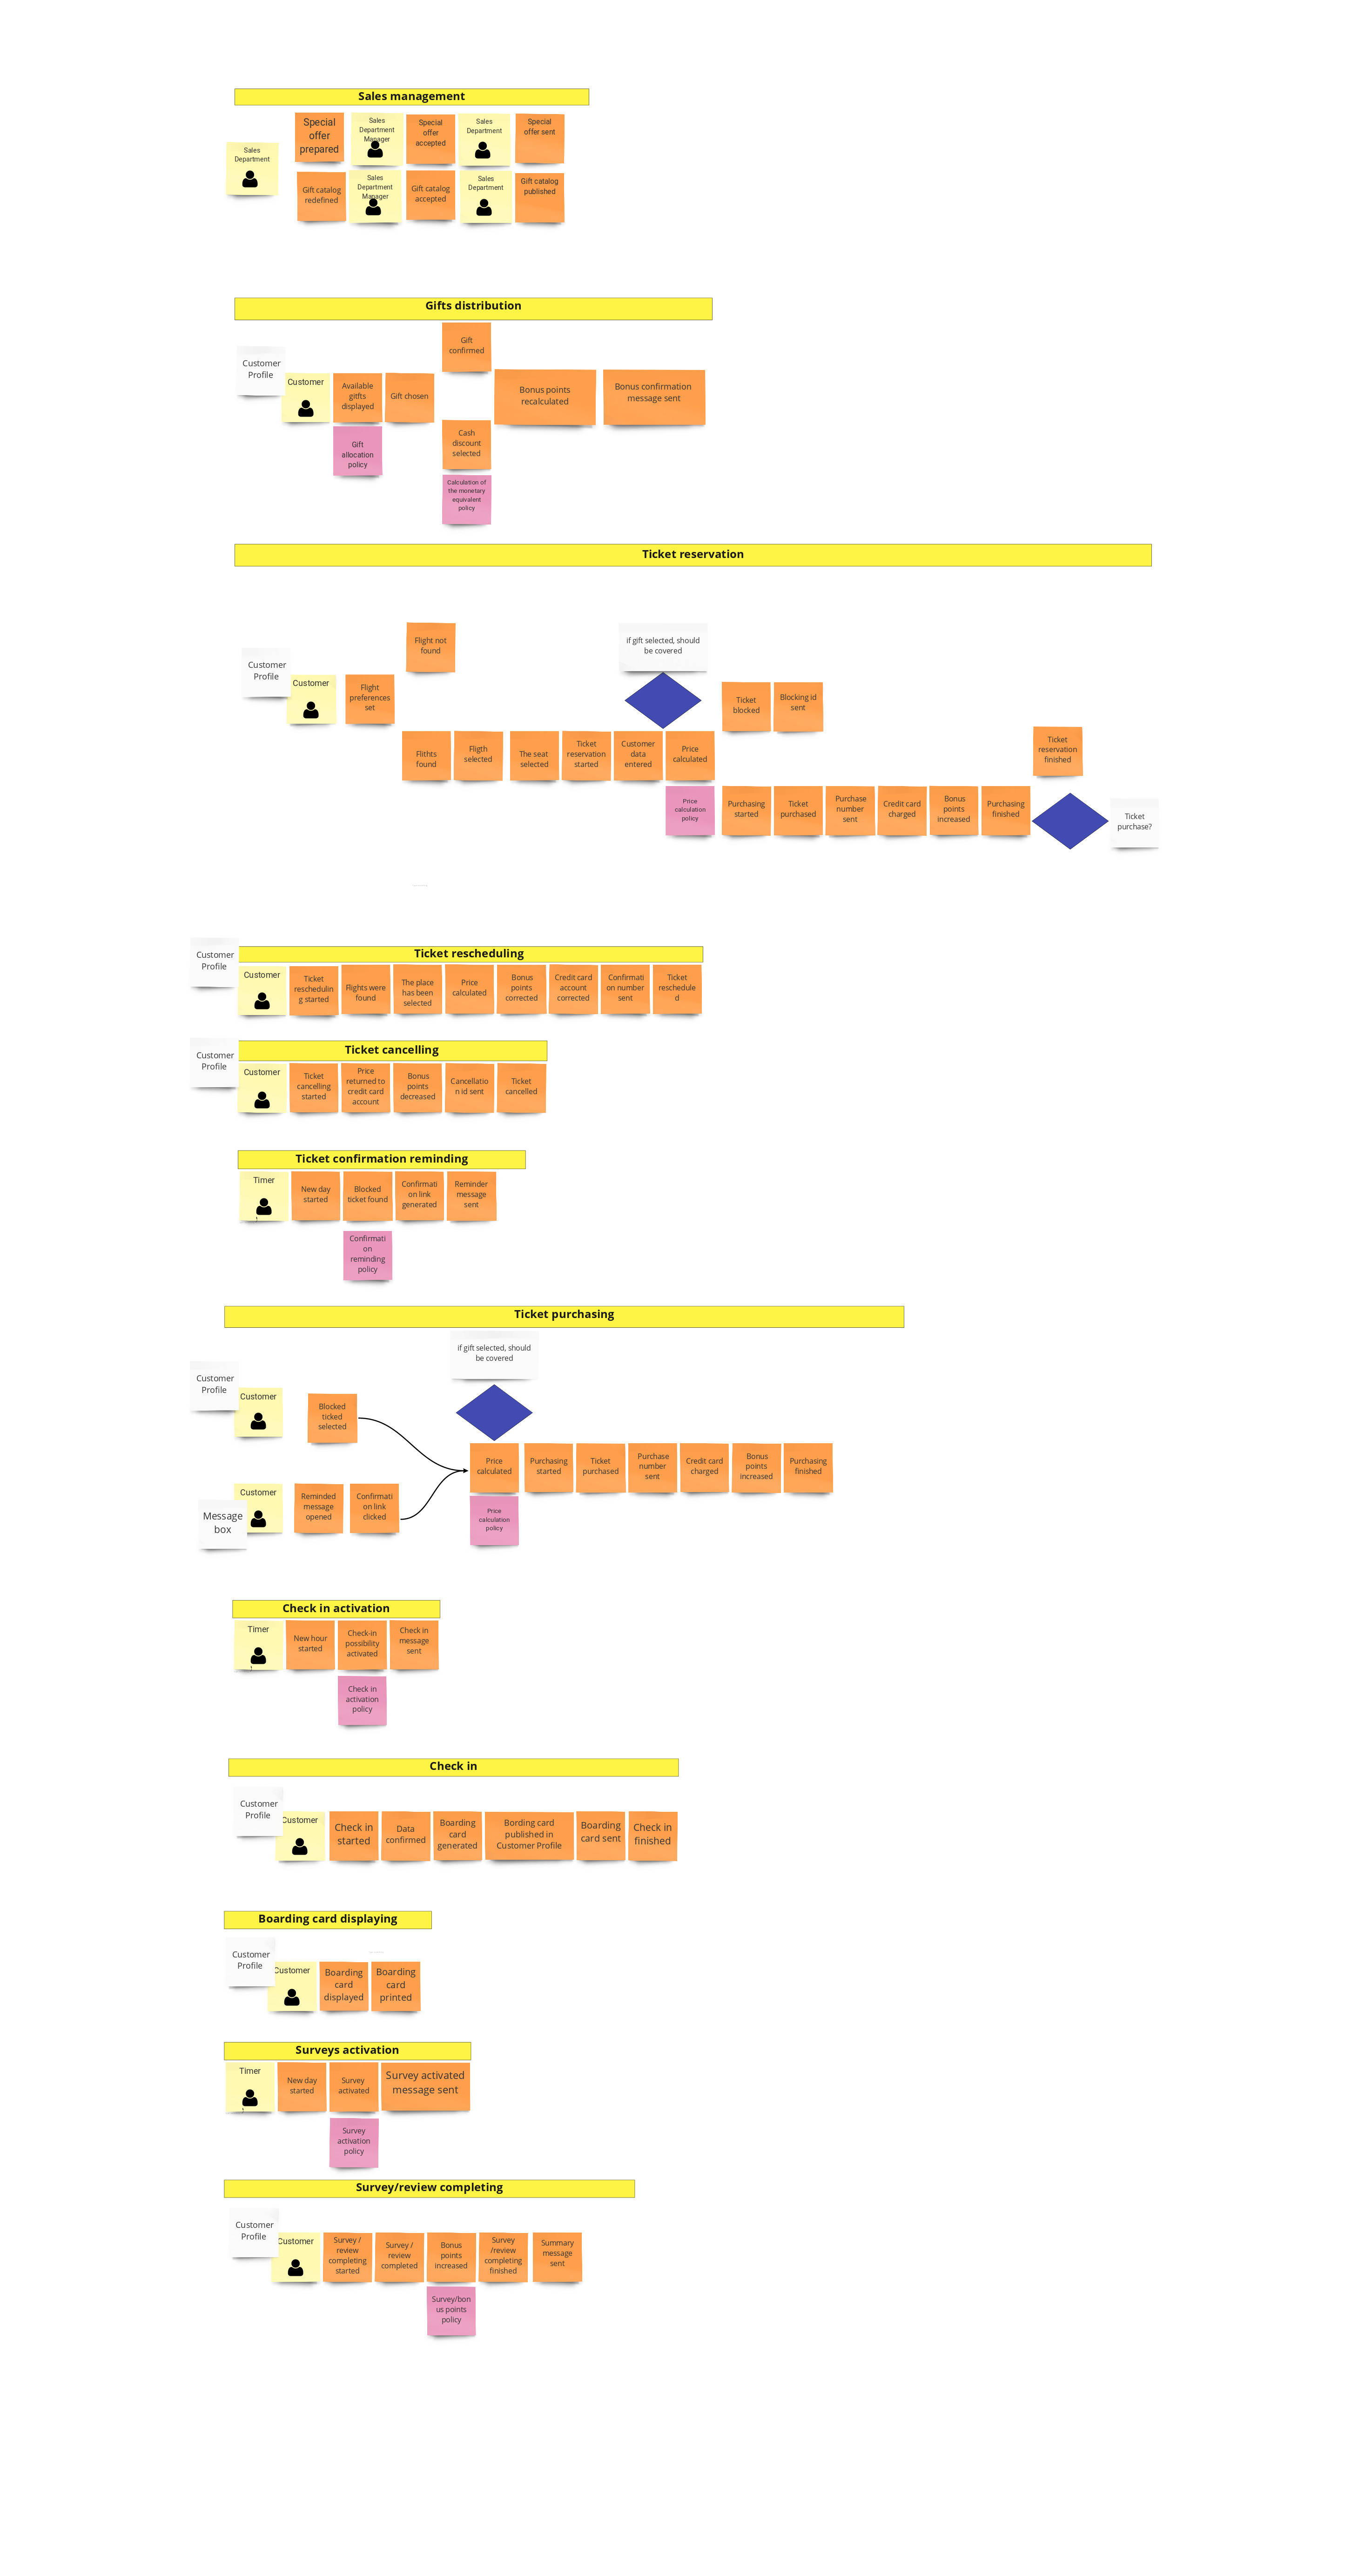 Sales management
Sales
Department
Special
offer
prepared
Sales
Department
Manager
Special
offer
accepted
Sales
Department
Special
offer sent
Gift catalog
redefined
Sales
Department
Manager
Gift catalog
accepted
Sales
Department
Gift catalog
published
Gifts distribution
Customer
Profile
Customer
Available
gitfts
displayed
Gift chosen
Gift
confirmed
Bonus points
recalculated
Bonus confirmation
message sent
Gift
allocation
policy
Cash
discount
selected
Calculation of
the monetary
equivalent
policy
Ticket reservation
Customer
Profile
Customer
Flight
preferences
set
Flight not
found
if gift selected, should
be covered
Ticket
blocked
Blocking id
sent
Flithts
found
Fligth
selected
The seat
selected
Ticket
reservation
started
Customer
data
entered
Price
calculated
Ticket
reservation
finished
Price
calculation
policy
Purchasing
started
Ticket
purchased
Purchase
number
sent
Credit card
charged
Bonus
points
increased
Purchasing
finished
Ticket
purchase?
Ticket rescheduling
Customer
Profile
Customer
Ticket
reschedulin
g started
Flights were
found
The place
has been
selected
Price
calculated
Bonus
points
corrected
Credit card
account
corrected
Confirmati
on number
sent
Ticket
reschedule
d
Ticket cancelling
Customer
Profile
Customer
Ticket
cancelling
started
Price
returned to
credit card
account
Bonus
points
decreased
Cancellatio
n id sent
Ticket
cancelled
Ticket confirmation reminding
Timer
New day
started
Blocked
ticket found
Confirmati
on link
generated
Reminder
message
sent
Confirmati
on
reminding
policy
Ticket purchasing
if gift selected, should
be covered
Customer
Profile
Customer
Blocked
ticked
selected
Price
calculated
Purchasing
started
Ticket
purchased
Purchase
number
sent
Credit card
charged
Bonus
points
increased
Purchasing
finished
Message
box
Customer
Reminded
message
opened
Confirmati
on link
clicked
Price
calculation
policy
Check in activation
Timer
New hour
started
Check-in
possibility
activated
Check in
message
sent
Check in
activation
policy
Check in
Customer
Profile
Customer
Check in
started
Data
confirmed
Boarding
card
generated
Bording card
published in
Customer Profile
Boarding
card sent
Check in
finished
Boarding card displaying
Customer
Profile
Customer
Boarding
card
displayed
Boarding
card
printed
Surveys activation
Timer
New day
started
Survey
activated
Survey activated
message sent
Survey
activation
policy
Survey/review completing
Customer
Profile
Customer
Survey /
review
completing
started
Survey /
review
completed
Bonus
points
increased
Survey
/review
completing
finished
Summary
message
sent
Survey/bon
us points
policy